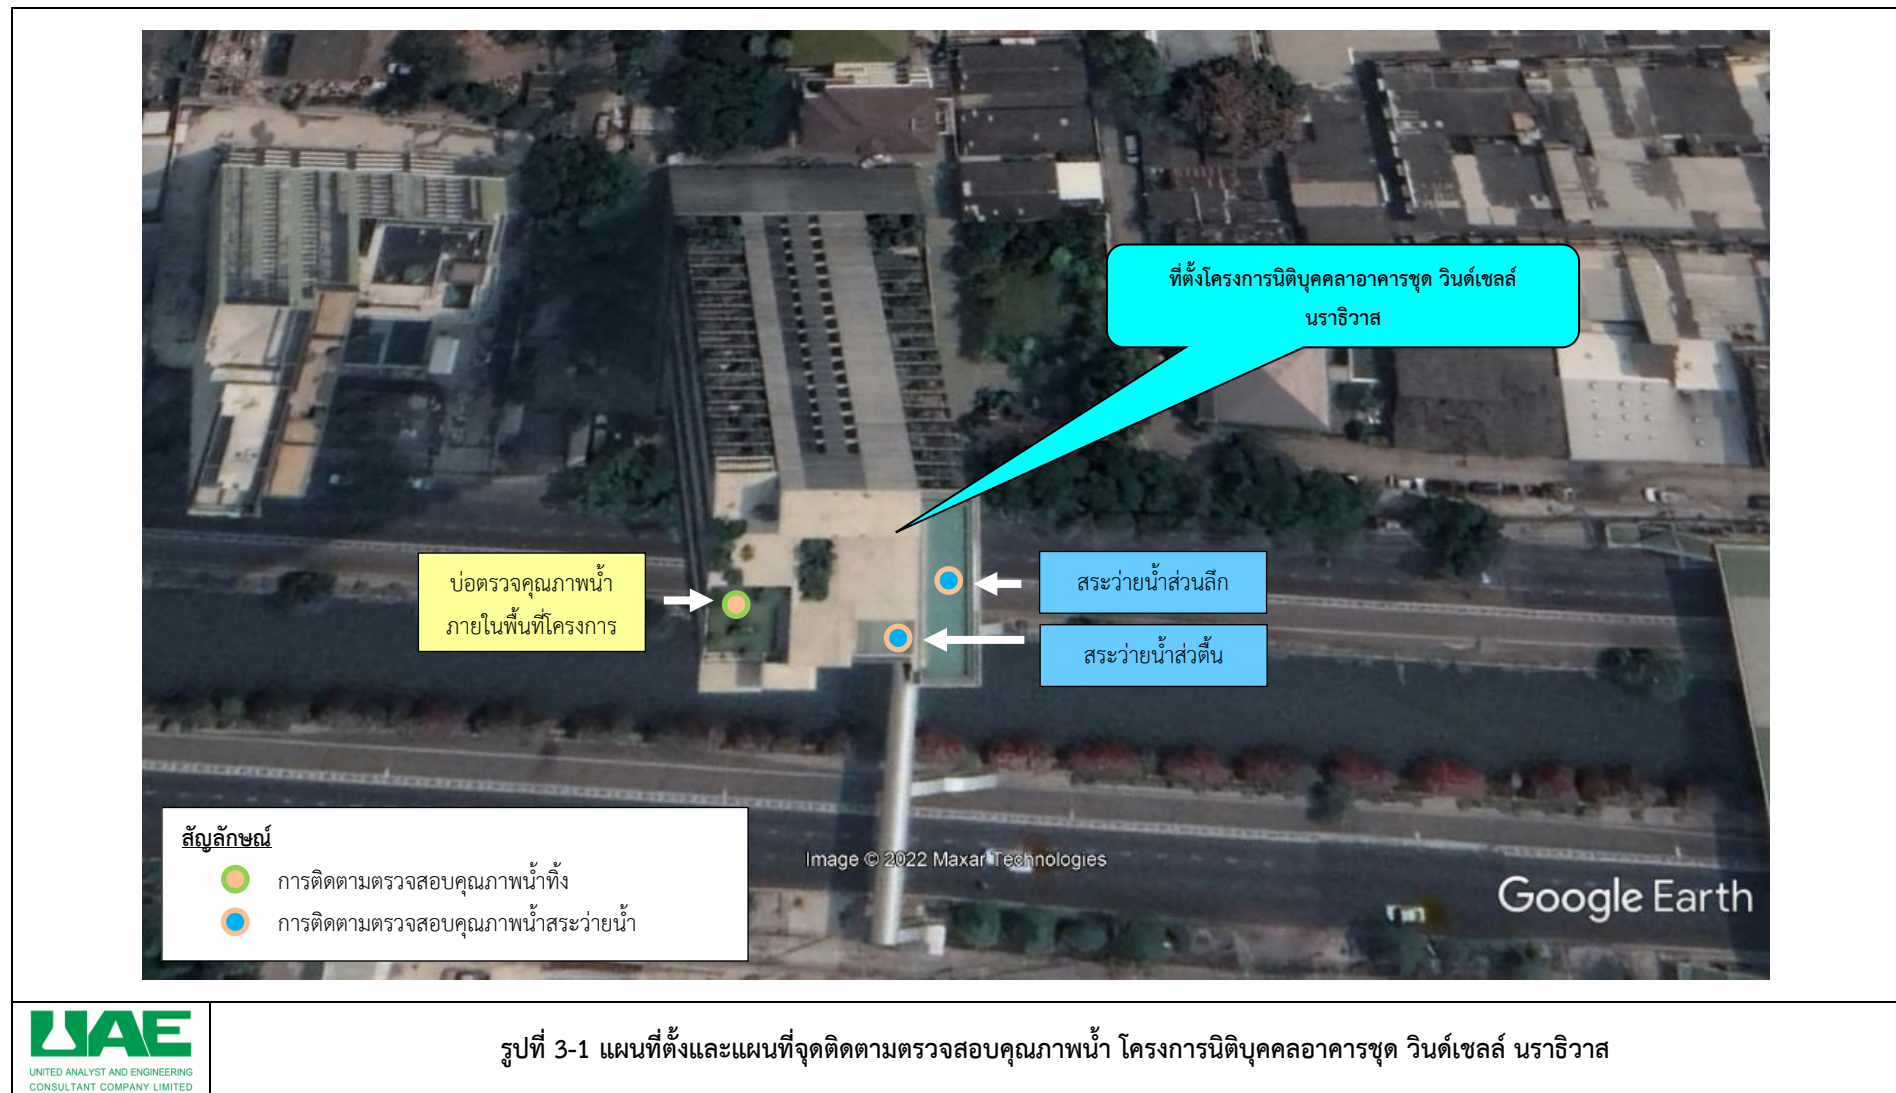 ที่ตั้งโครงการนิติบุคคลาอาคารชุด วินด์เชลล์
นราธิวาส
บ่อตรวจคุณภาพน้ำ
ภายในพื้นที่โครงการ
สระว่ายน้ำส่วนลึก
สระว่ายน้ำส่วตื้น
สัญลักษณ์
การติดตามตรวจสอบคุณภาพน้ำทิ้ง
การติดตามตรวจสอบคุณภาพน้ำสระว่ายน้ำ
Image © 2022 Maxar Technologies
Google Earth
UAE
UNITED ANALYST AND ENGINEERING
CONSULTANT COMPANY LIMITED
รูปที่ 3-1 แผนที่ตั้งและแผนที่จุดติดตามตรวจสอบคุณภาพน้ำ โครงการนิติบุคคลอาคารชุด วินด์เชลล์ นราธิวาส